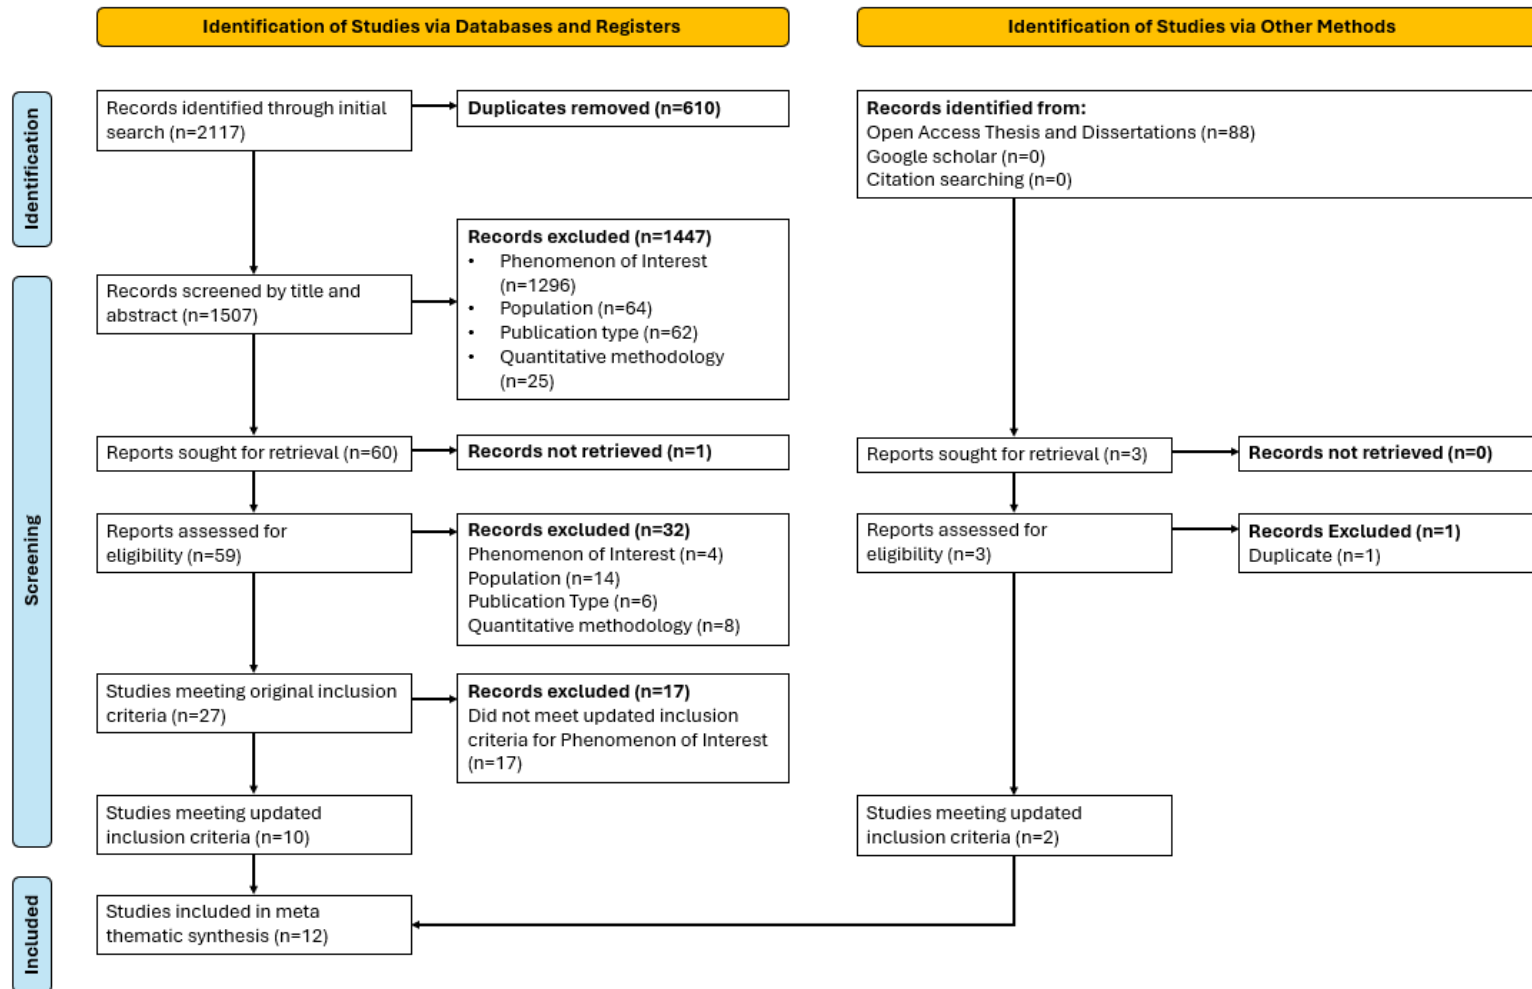 Identification of Studies via Databases and Registers
Identification of Studies via Other Methods
Identification
Records identified through initial
search (n=2117)
Duplicates removed (n=610)
Records identified from:
Open Access Thesis and Dissertations (n=88)
Google scholar (n=0)
Citation searching (n=0)
Screening
Records screened by title and
abstract (n=1507)
Records excluded (n=1447)
• Phenomenon of Interest
(n=1296)
• Population (n=64)
• Publication type (n=62)
• Quantitative methodology
(n=25)
Reports sought for retrieval (n=60)
Records not retrieved (n=1)
Reports sought for retrieval (n=3)
Records not retrieved (n=0)
Reports assessed for
eligibility (n=59)
Records excluded (n=32)
Phenomenon of Interest (n=4)
Population (n=14)
Publication Type (n=6)
Quantitative methodology (n=8)
Reports assessed for
eligibility (n=3)
Records Excluded (n=1)
Duplicate (n=1)
Studies meeting original inclusion
criteria (n=27)
Records excluded (n=17)
Did not meet updated inclusion
criteria for Phenomenon of Interest
(n=17)
Studies meeting updated
inclusion criteria (n=10)
Studies meeting updated
inclusion criteria (n=2)
Included
Studies included in meta
thematic synthesis (n=12)